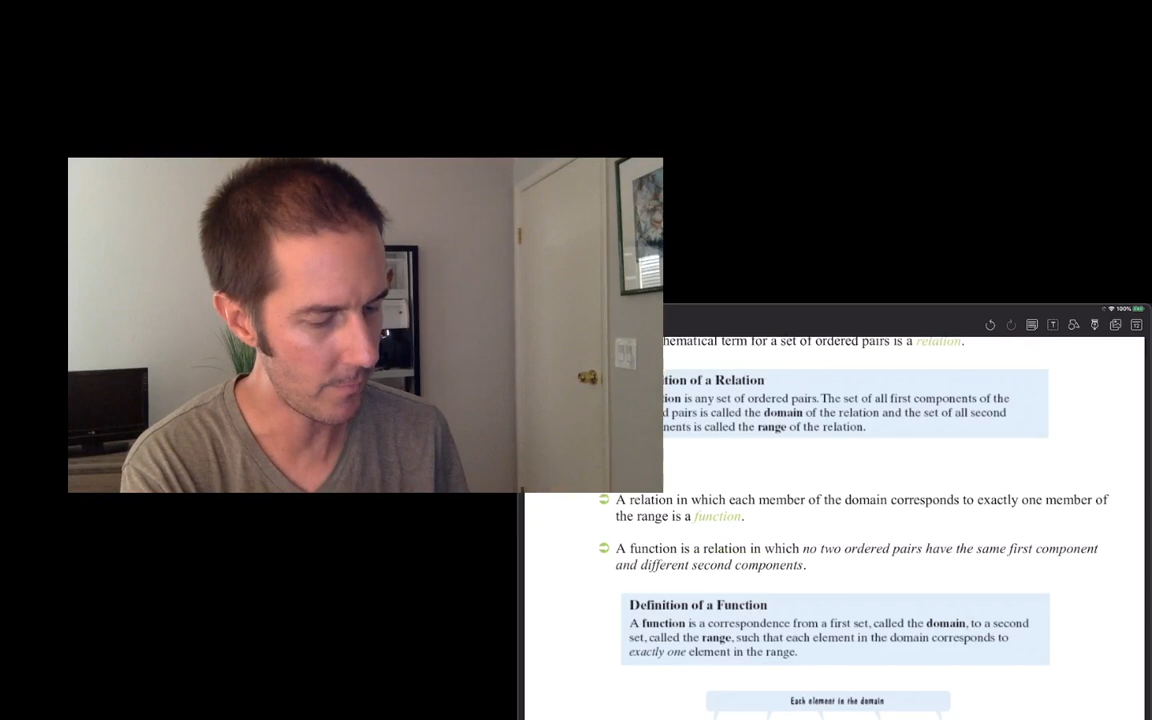 100%
hematical term for a set of ordered pairs is a relation.
tion of a Relation
ion is any set of ordered pairs. The set of all first components of the
d pairs is called the domain of the relation and the set of all second
nents is called the range of the relation.
A relation in which each member of the domain corresponds to exactly one member of
the range is a function.
A function is a relation in which no two ordered pairs have the same first component
and different second components.
Definition of a Function
A function is a correspondence from a first set, called the domain, to a second
set, called the range, such that each element in the domain corresponds to
exactly one element in the range.
Each element in the domain